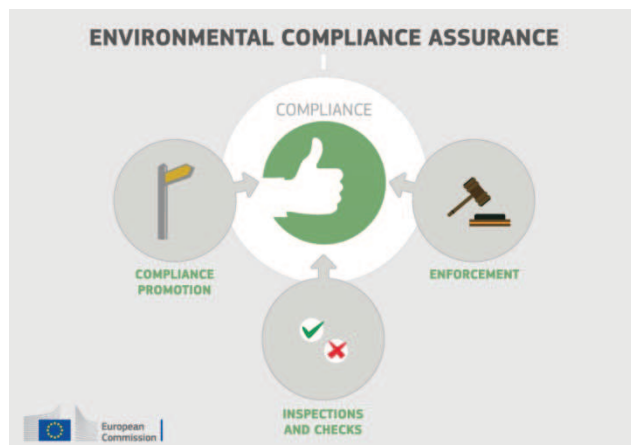 ENVIRONMENTAL COMPLIANCE ASSURANCE
COMPLIANCE
COMPLIANCE
PROMOTION
ENFORCEMENT
INSPECTIONS
AND CHECKS
European
Commission